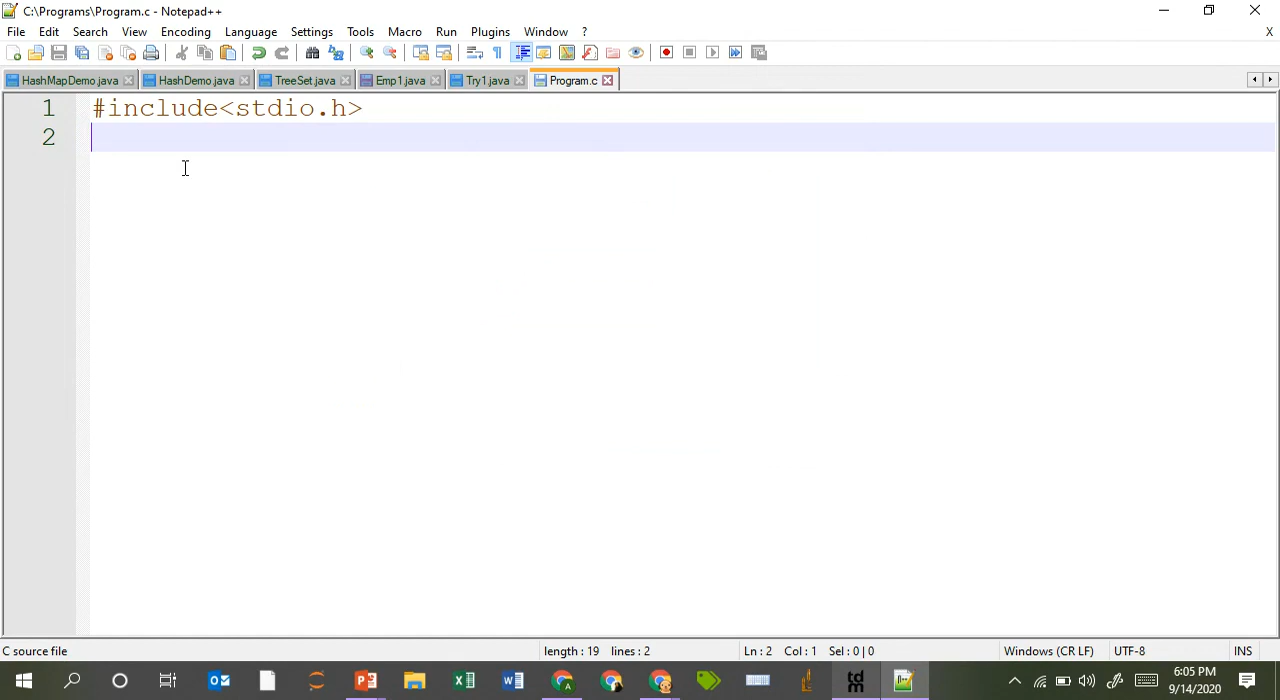 C:\Programs\Program.c - Notepad++
File Edit Search View Encoding Language Settings Tools Macro Run Plugins Window ? X
HashMapDemo.java HashDemo.java TreeSet.java Emp1.java Try1.java Program.c
1 #include<stdio.h>
2
C source file length : 19 lines : 2 Ln : 2 Col : 1 Sel : 0 | 0 Windows (CR LF) UTF-8 INS
6:05 PM
9/14/2020